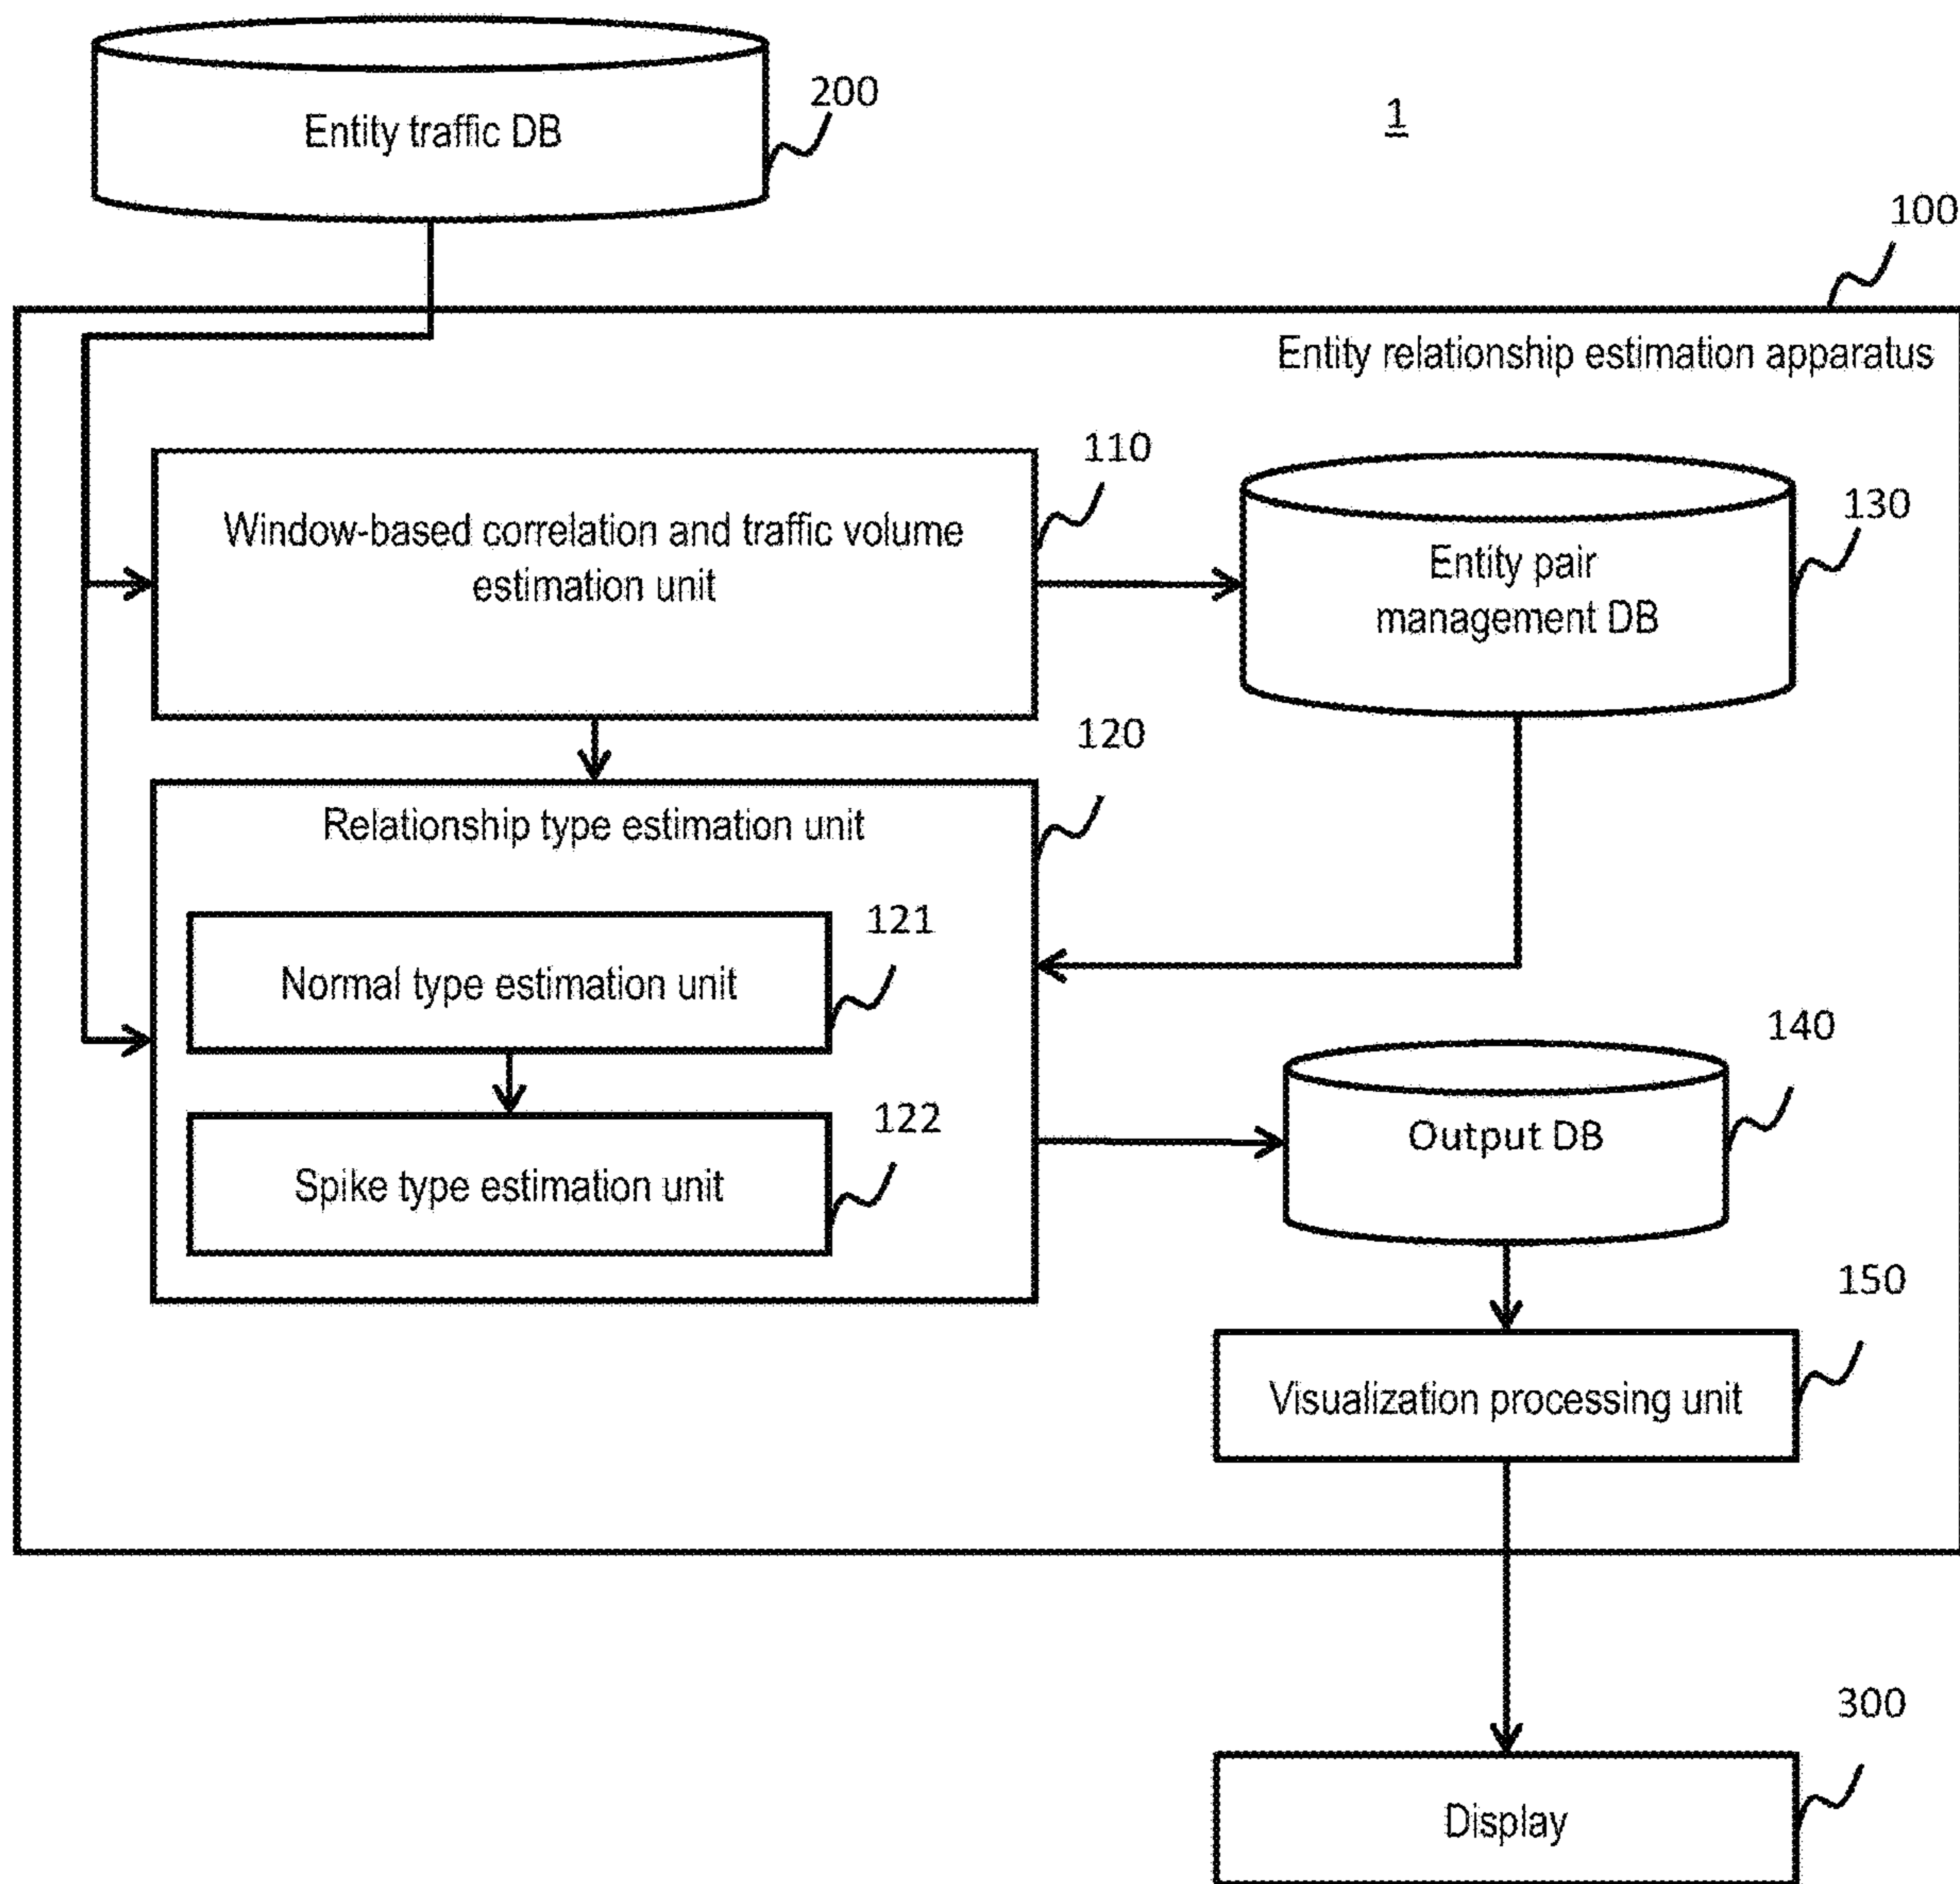 200
Entity traffic DB
1
100
Entity relationship estimation apparatus
110
Window-based correlation and traffic volume
estimation unit
130
Entity pair
management DB
120
Relationship type estimation unit
121
Normal type estimation unit
140
122
Output DB
Spike type estimation unit
150
Visualization processing unit
300
Display